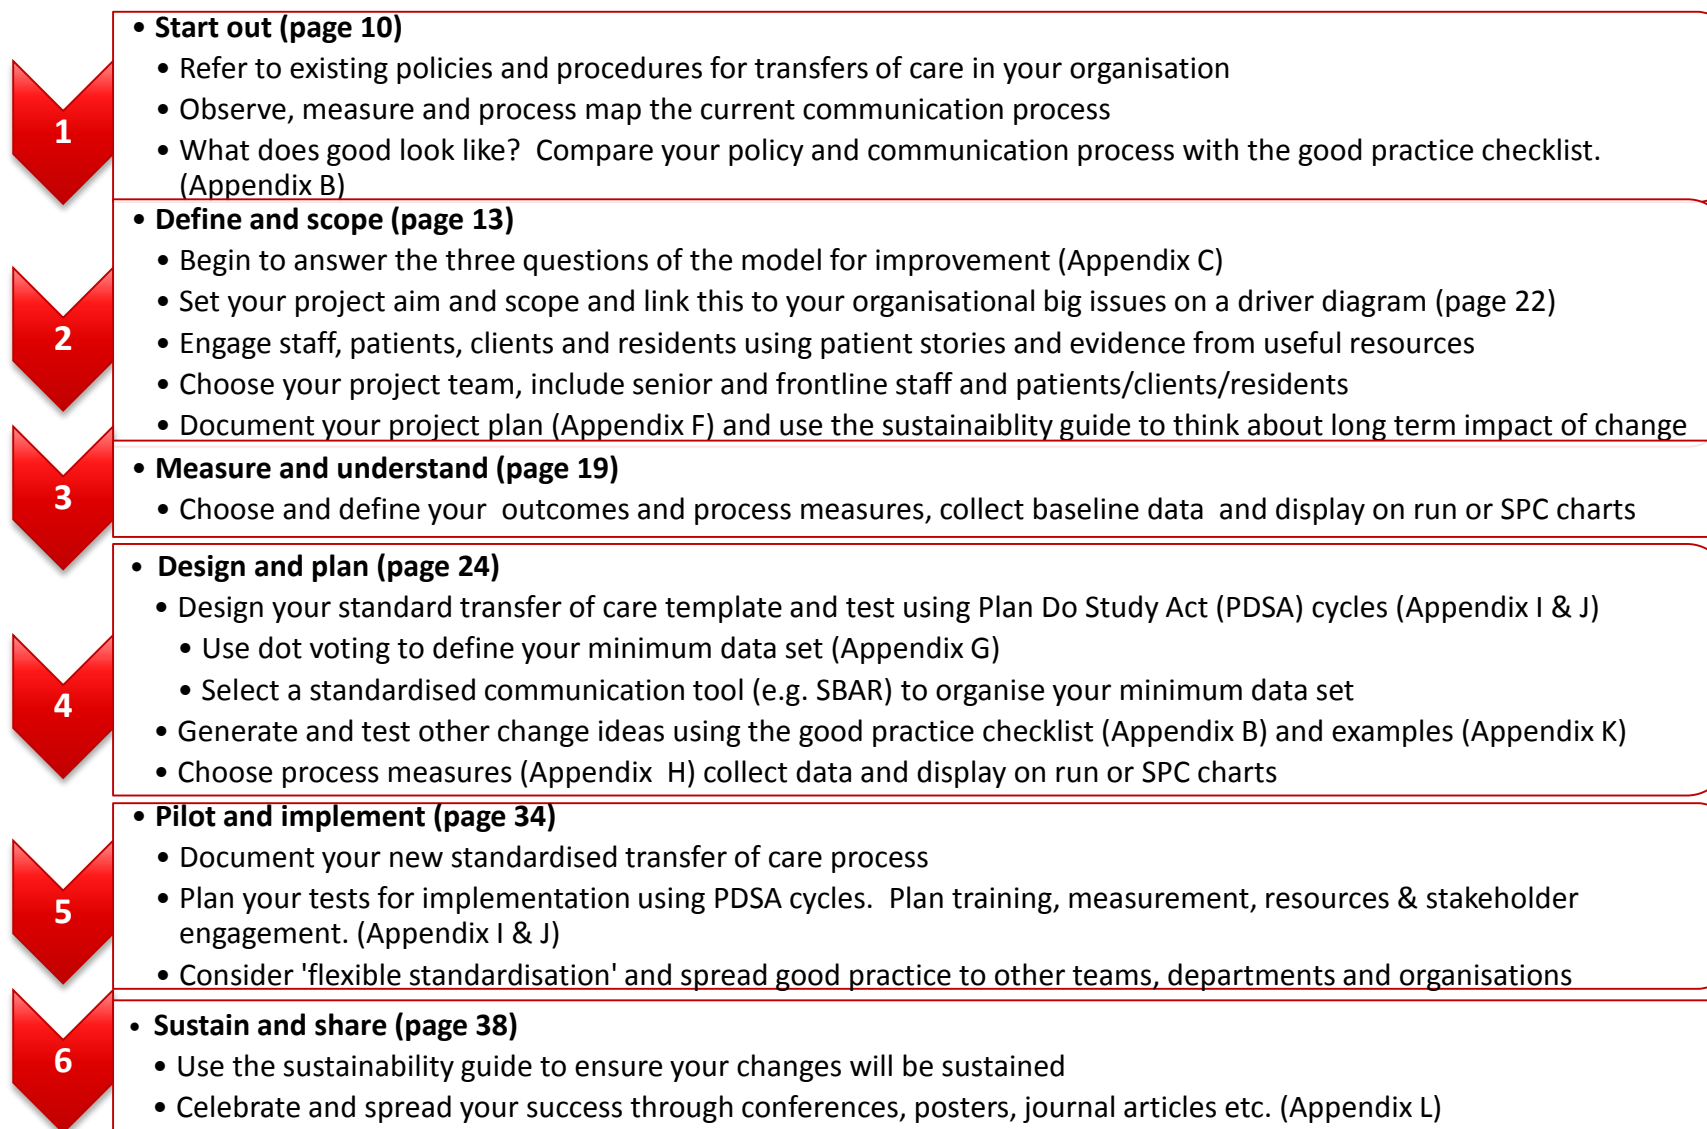 1
• Start out (page 10)
• Refer to existing policies and procedures for transfers of care in your organisation
• Observe, measure and process map the current communication process
• What does good look like?  Compare your policy and communication process with the good practice checklist.
(Appendix B)
2
• Define and scope (page 13)
• Begin to answer the three questions of the model for improvement (Appendix C)
• Set your project aim and scope and link this to your organisational big issues on a driver diagram (page 22)
• Engage staff, patients, clients and residents using patient stories and evidence from useful resources
• Choose your project team, include senior and frontline staff and patients/clients/residents
• Document your project plan (Appendix F) and use the sustainaiblity guide to think about long term impact of change
3
• Measure and understand (page 19)
• Choose and define your  outcomes and process measures, collect baseline data  and display on run or SPC charts
4
• Design and plan (page 24)
• Design your standard transfer of care template and test using Plan Do Study Act (PDSA) cycles (Appendix I & J)
• Use dot voting to define your minimum data set (Appendix G)
• Select a standardised communication tool (e.g. SBAR) to organise your minimum data set
• Generate and test other change ideas using the good practice checklist (Appendix B) and examples (Appendix K)
• Choose process measures (Appendix  H) collect data and display on run or SPC charts
5
• Pilot and implement (page 34)
• Document your new standardised transfer of care process
• Plan your tests for implementation using PDSA cycles.  Plan training, measurement, resources & stakeholder
engagement. (Appendix I & J)
• Consider 'flexible standardisation' and spread good practice to other teams, departments and organisations
6
• Sustain and share (page 38)
• Use the sustainability guide to ensure your changes will be sustained
• Celebrate and spread your success through conferences, posters, journal articles etc. (Appendix L)